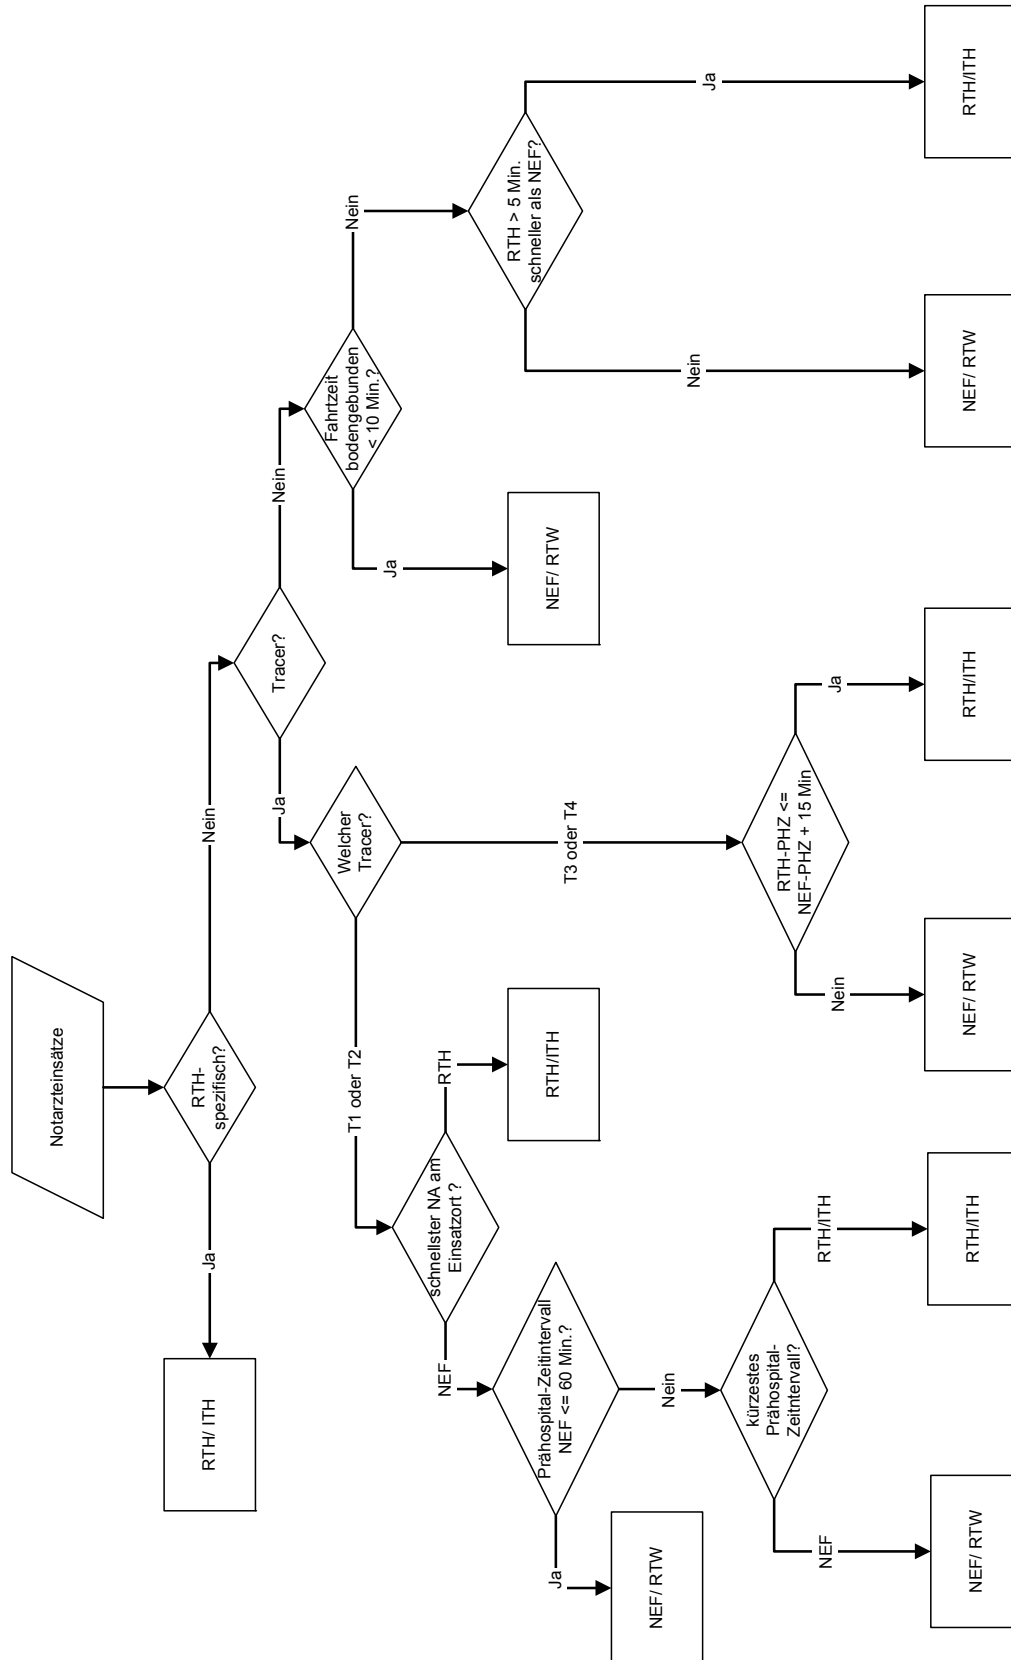 Notarzteinsätze
RTH-
spezifisch?
Ja
Nein
RTH/ ITH
Tracer?
Ja
Nein
Welcher
Tracer?
Fahrtzeit
bodengebunden
< 10 Min.?
T1 oder T2
T3 oder T4
Ja
Nein
schnellster NA am
Einsatzort ?
NEF
RTH
RTH/ITH
NEF/ RTW
RTH > 5 Min.
schneller als NEF?
Prähospital-Zeitintervall
NEF <= 60 Min.?
Ja
Nein
NEF/ RTW
kürzestes
Prähospital-
Zeitntervall?
RTH-PHZ <=
NEF-PHZ + 15 Min
NEF
RTH/ITH
Nein
Ja
Nein
Ja
NEF/ RTW
RTH/ITH
NEF/ RTW
RTH/ITH
NEF/ RTW
RTH/ITH